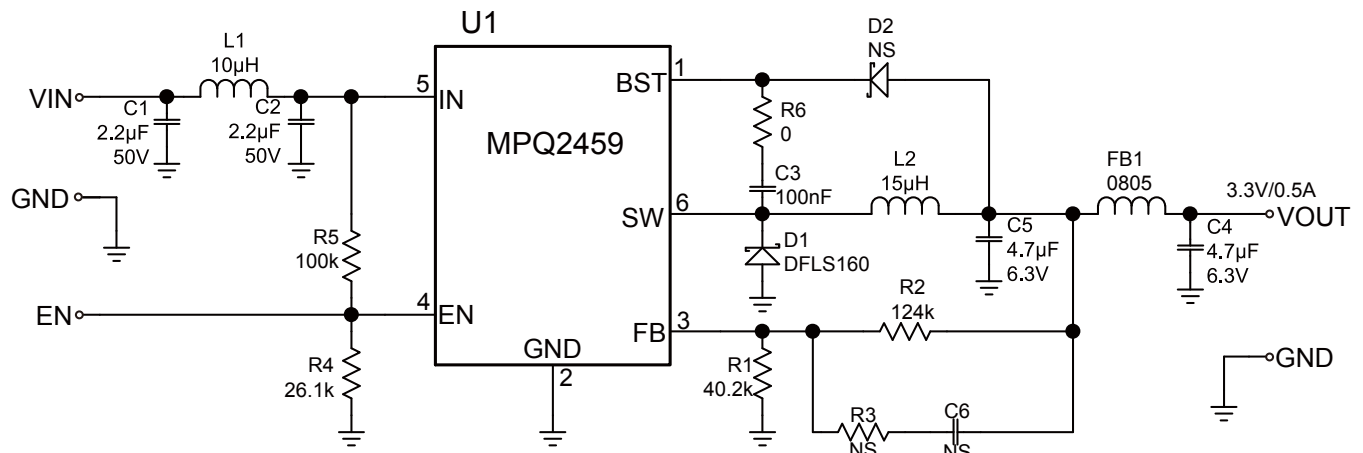 U1
D2
NS
L1
10µH
1
5
VIN
C1
2.2µF
50V
C2
2.2µF
50V
IN
BST
MPQ2459
R6
0
C3
100nF
L2
15µH
FB1
0805
3.3V/0.5A
VOUT
GND
6
SW
D1
DFLS160
C5
4.7µF
6.3V
C4
4.7µF
6.3V
R5
100k
R2
124k
EN
4
EN
3
FB
GND
2
R4
26.1k
R1
40.2k
GND
R3
NS
C6
NS